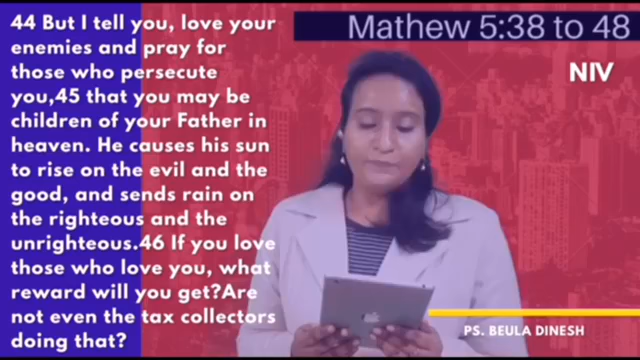 Mathew 5:38 to 48
NIV
44 But I tell you, love your
enemies and pray for
those who persecute
you,45 that you may be
children of your Father in
heaven. He causes his sun
to rise on the evil and the
good, and sends rain on
the righteous and the
unrighteous.46 If you love
those who love you, what
reward will you get?Are
not even the tax collectors
doing that?
PS. BEULA DINESH